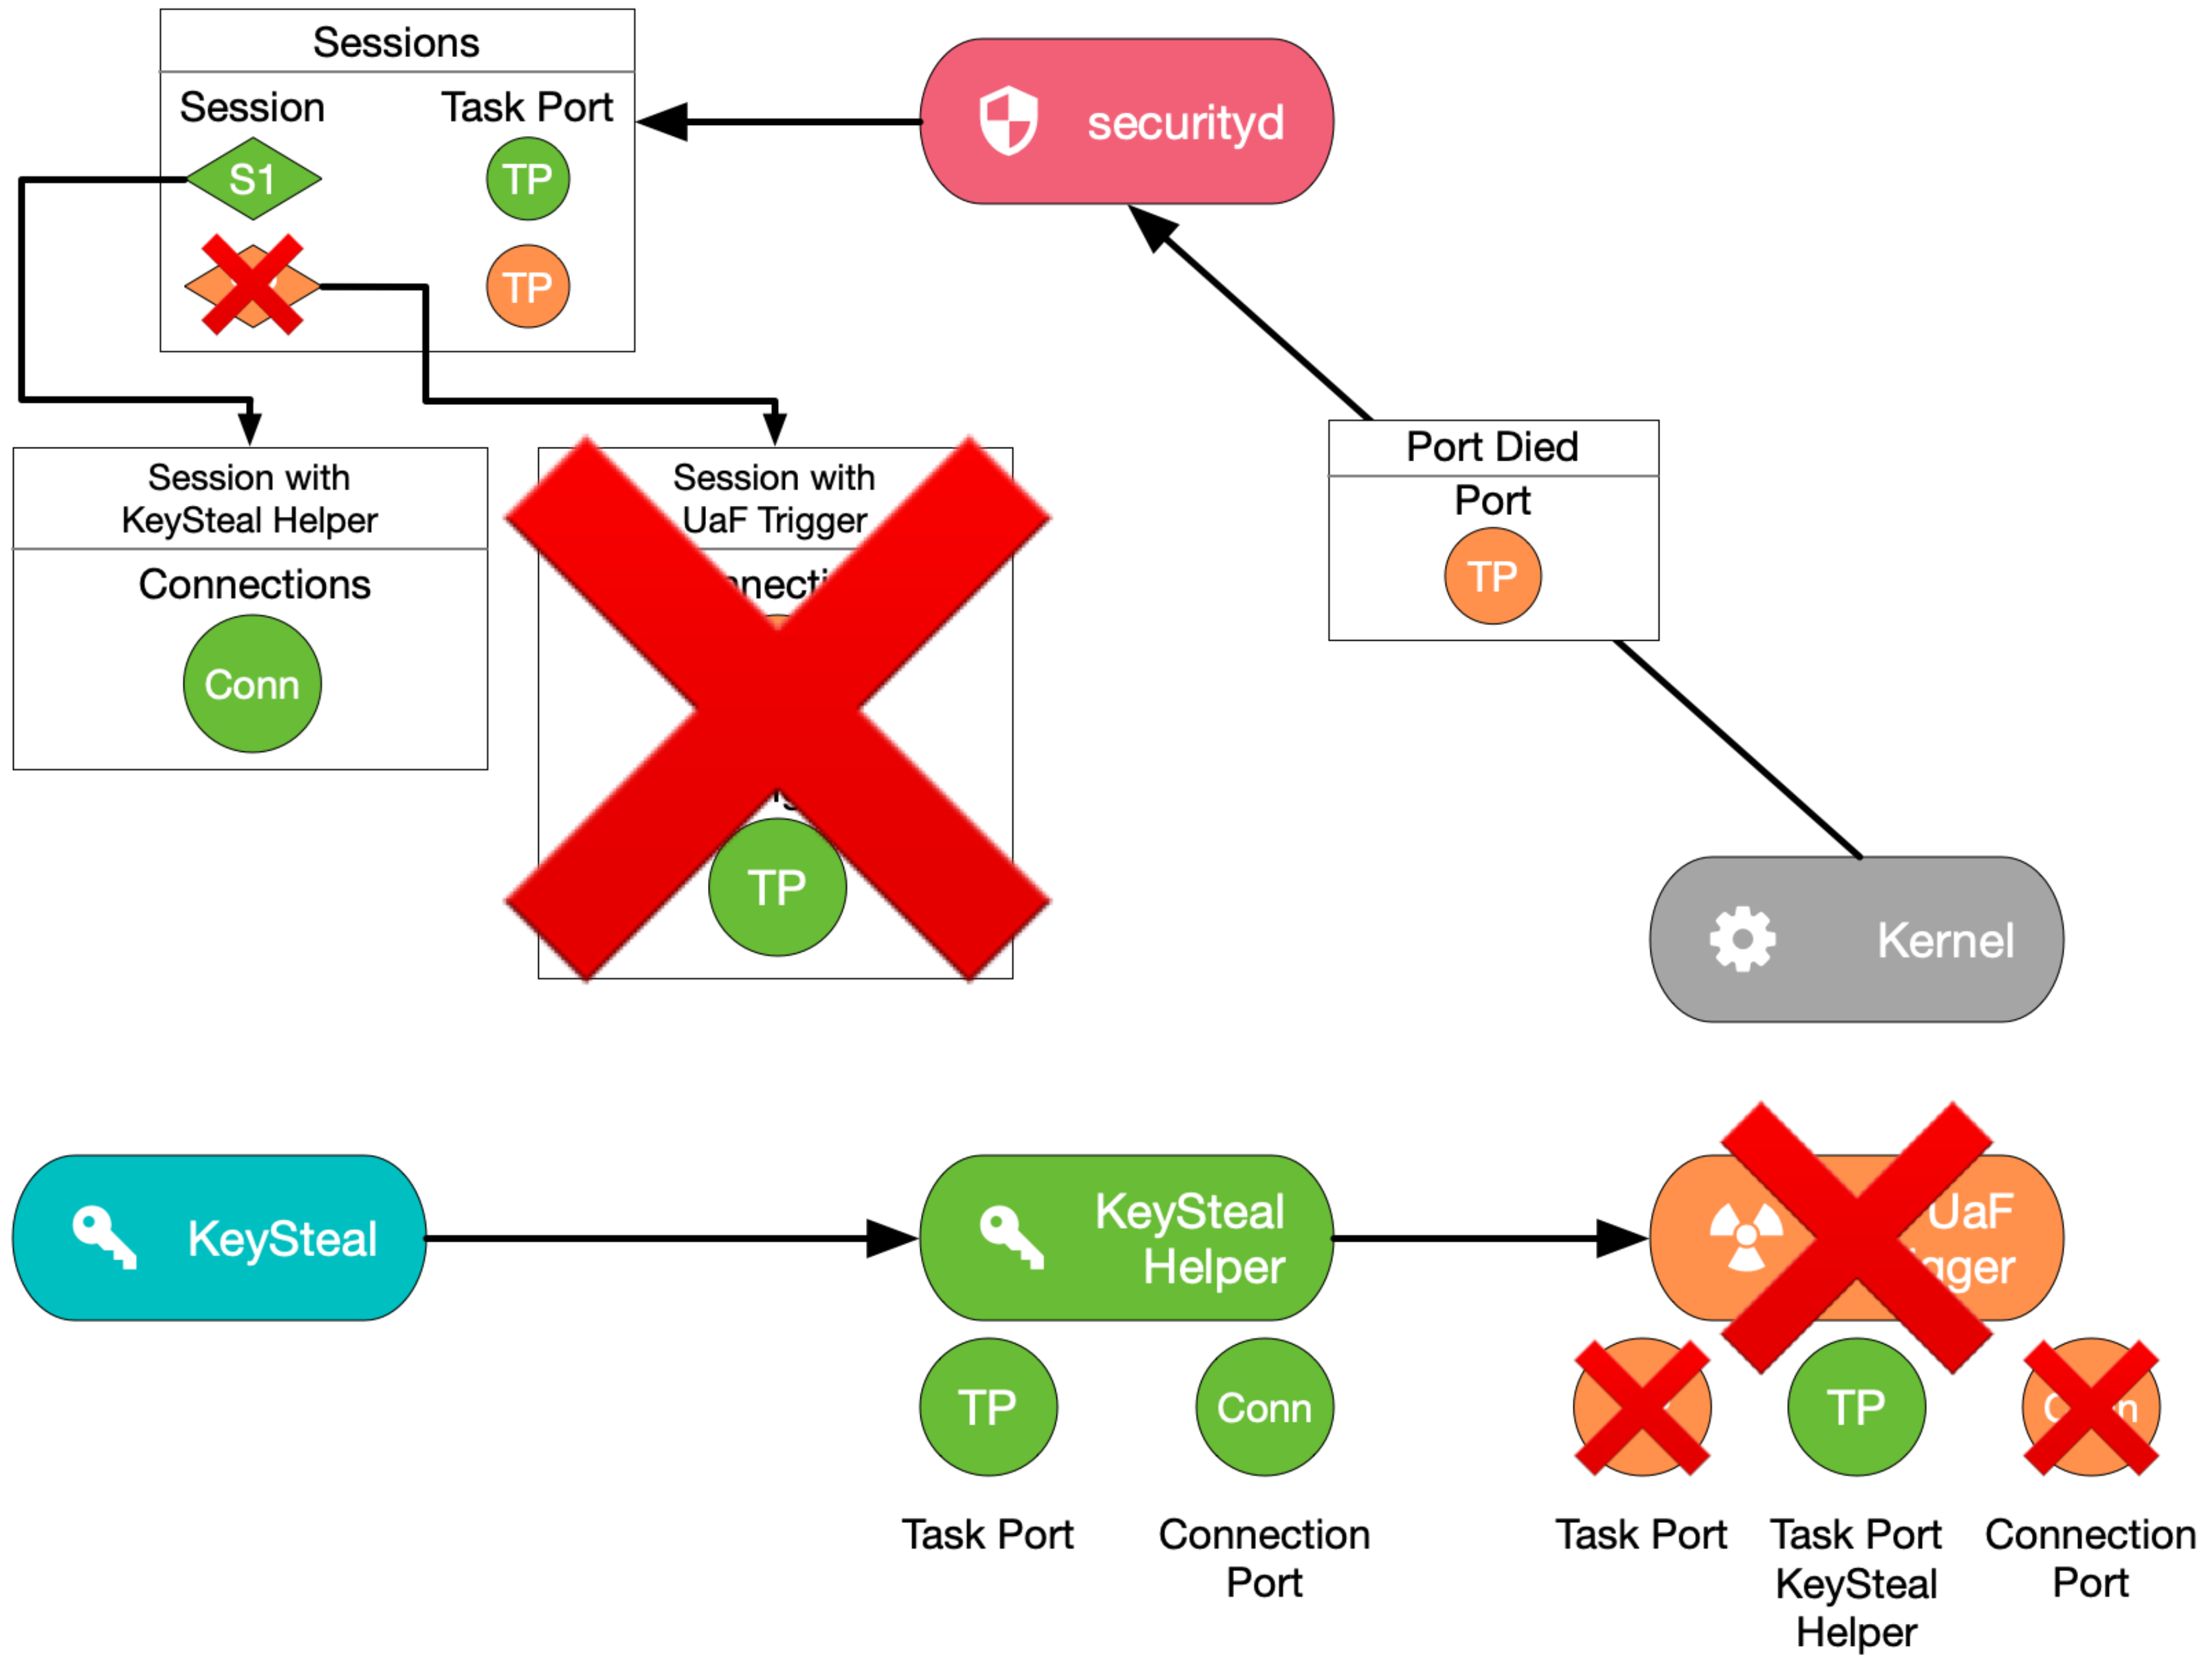 Sessions
Session Task Port
S1 TP
TP
securityd
Session with
KeySteal Helper
Connections
Conn
Session with
UaF Trigger
TP
Port Died
Port
TP
Kernel
KeySteal
KeySteal
Helper
TP Conn
Task Port Connection
Port
UaF
TP
Task Port Task Port Connection
KeySteal Port
Helper